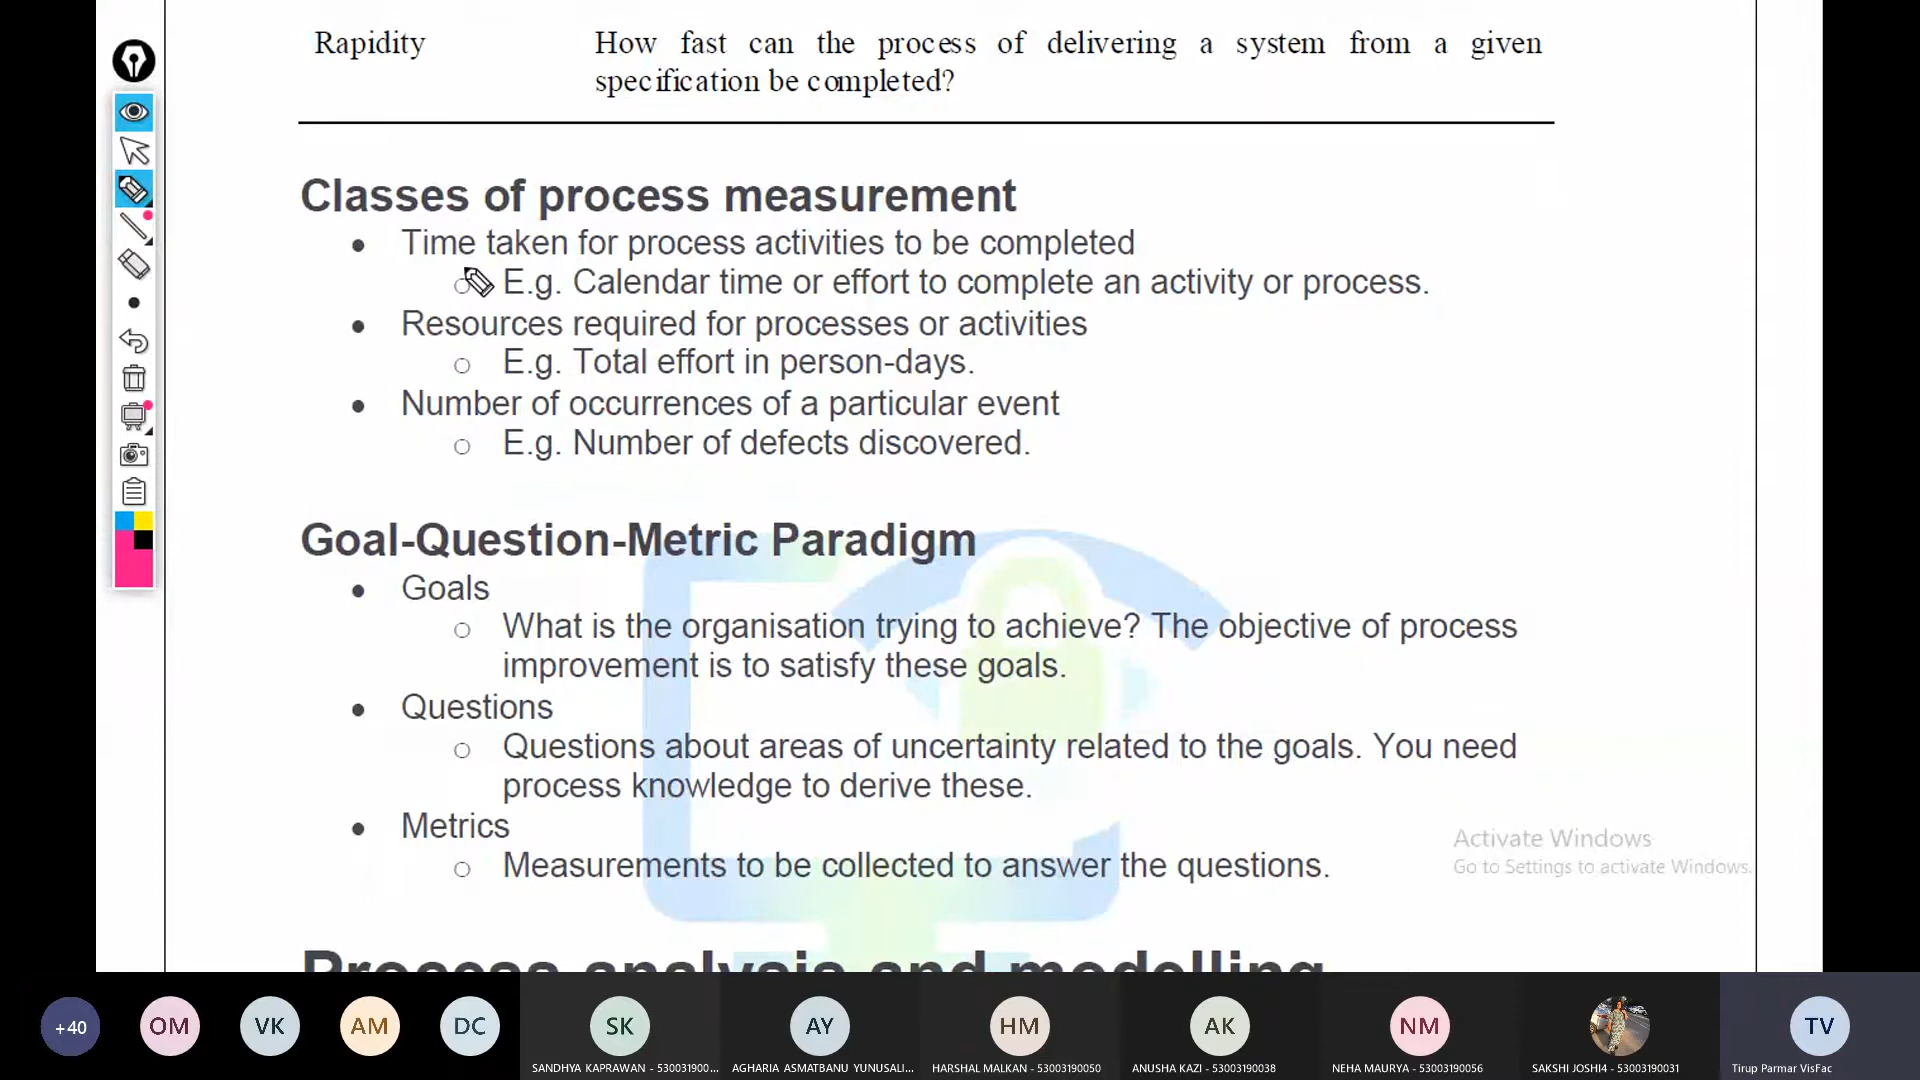 Rapidity How fast can the process of delivering a system from a given
specification be completed?
Classes of process measurement
Time taken for process activities to be completed
E.g. Calendar time or effort to complete an activity or process.
Resources required for processes or activities
E.g. Total effort in person-days.
Number of occurrences of a particular event
E.g. Number of defects discovered.
Goal-Question-Metric Paradigm
Goals
What is the organisation trying to achieve? The objective of process
improvement is to satisfy these goals.
Questions
Questions about areas of uncertainty related to the goals. You need
process knowledge to derive these.
Metrics
Measurements to be collected to answer the questions.
Activate Windows
Go to Settings to activate Windows.
Process analysis and modelling
+40 OM VK AM DC SK AY HM AK NM TV
SANDHYA KAPRAWAN - 530031900... AGHARIA ASMATBANU YUNUSALI... HARSHAL MALKAN - 53003190050 ANUSHA KAZI - 53003190038 NEHA MAURYA - 53003190056 SAKSHI JOSHI4 - 53003190031 Tirup Parmar VisFac